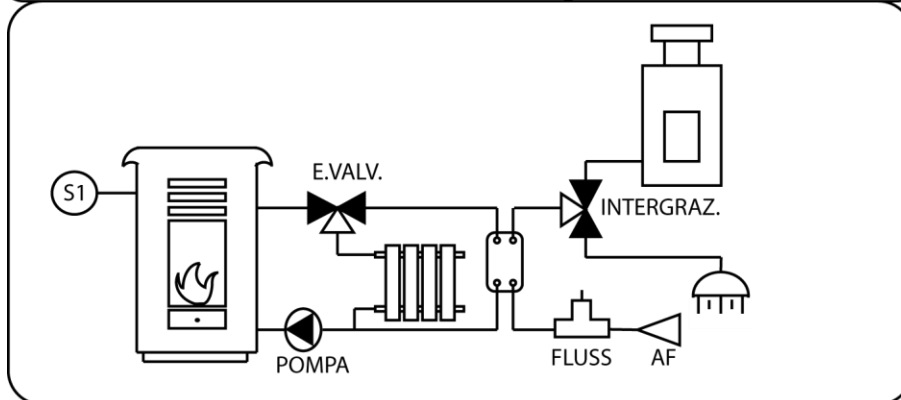 E.VALV.
S1
INTERGRAZ.
POMPA
FLUSS
AF